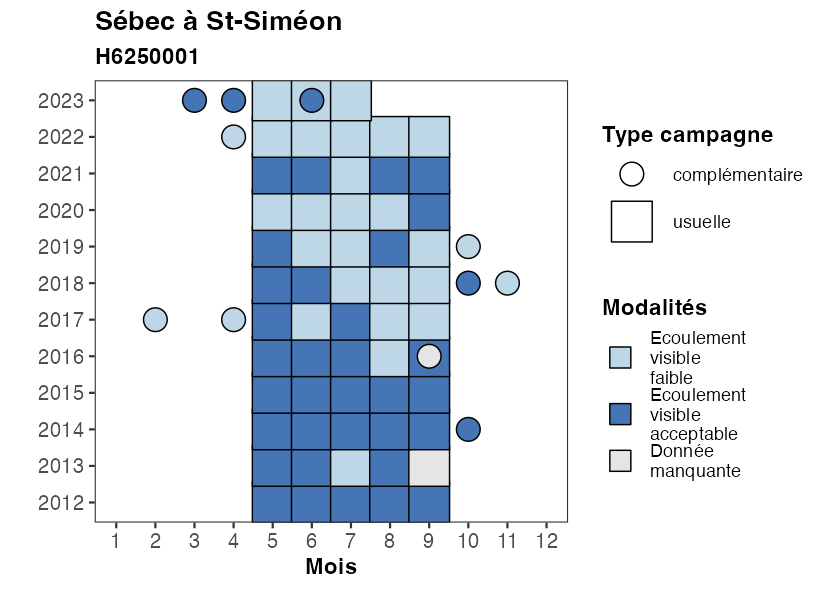 Sébec à St-Siméon
H6250001
2023
2022
2021
2020
2019
2018
2017
2016
2015
2014
2013
2012
1 2 3 4 5 6 7 8 9 10 11 12
Mois
Type campagne
complémentaire
usuelle
Modalités
Ecoulement
visible
faible
Ecoulement
visible
acceptable
Donnée
manquante